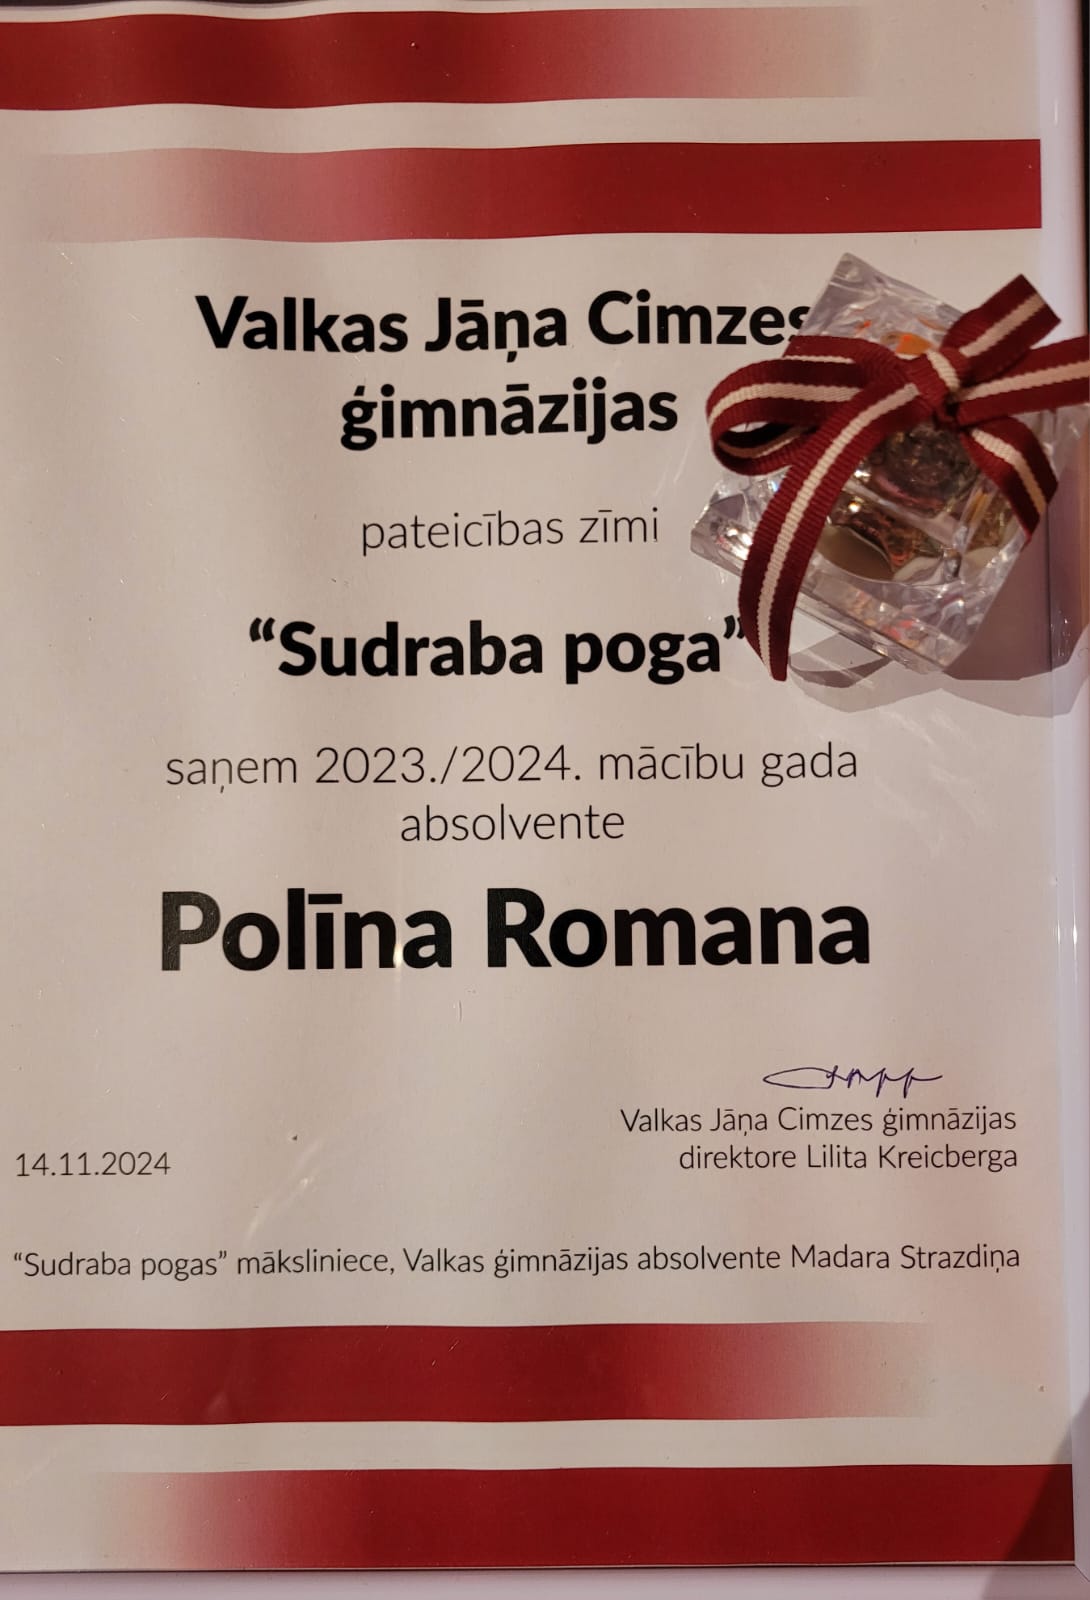 Valkas Jāņa Cimzes
ģimnāzijas
pateicības zīmi
“Sudraba poga”
saņem 2023./2024. mācību gada
absolvente
Polīna Romana
Valkas Jāņa Cimzes ģimnāzijas
direktore Lilita Kreicberga
14.11.2024
“Sudraba pogas” māksliniece, Valkas ģimnāzijas absolvente Madara Strazdiņa